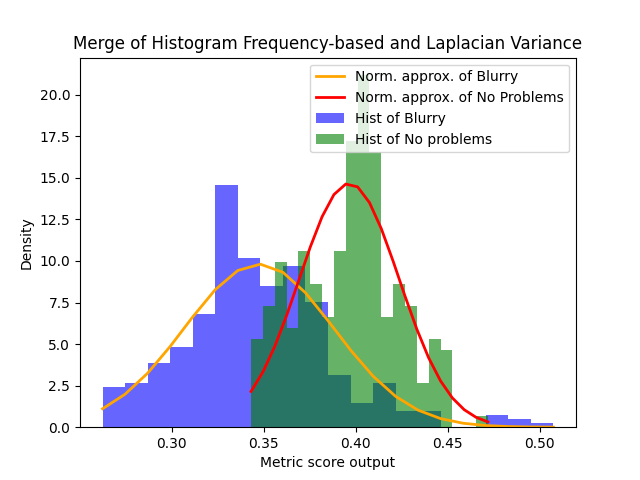 Merge of Histogram Frequency-based and Laplacian Variance
Norm. approx. of Blurry
Norm. approx. of No Problems
Hist of Blurry
Hist of No problems
Density
20.0
17.5
15.0
12.5
10.0
7.5
5.0
2.5
0.0
0.30 0.35 0.40 0.45 0.50
Metric score output